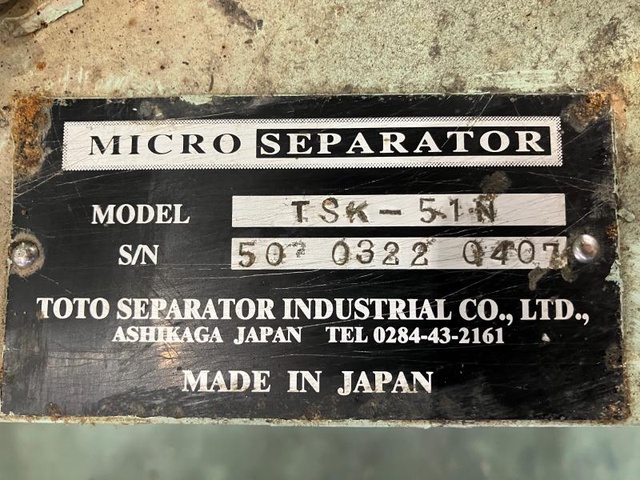 MICRO SEPARATOR
MODEL TSK-51N
S/N 507 0322 0407
TOTO SEPARATOR INDUSTRIAL CO., LTD.,
ASHIKAGA JAPAN TEL 0284-43-2161
MADE IN JAPAN